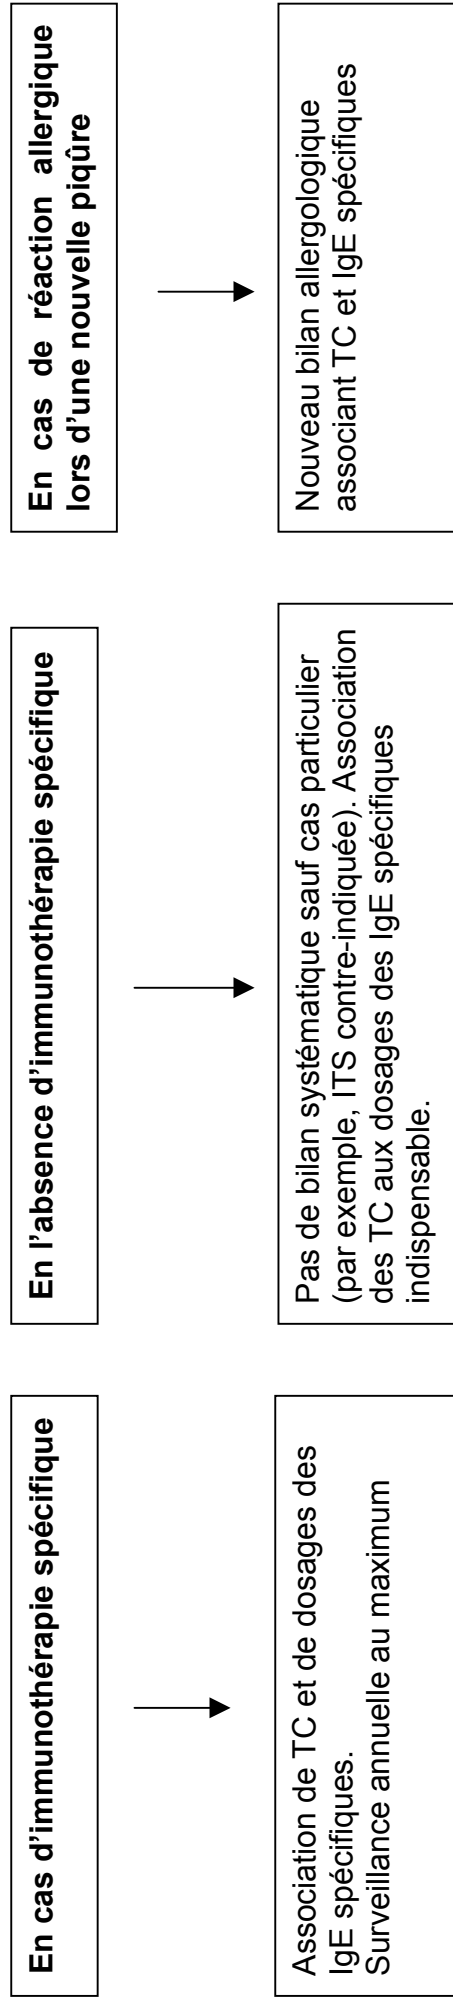 En cas d’immunothérapie spécifique
Association de TC et de dosages des
IgE spécifiques.
Surveillance annuelle au maximum
En l’absence d’immunothérapie spécifique
Pas de bilan systématique sauf cas particulier
(par exemple, ITS contre-indiquée). Association
des TC aux dosages des IgE spécifiques
indispensable.
En cas de réaction allergique
lors d’une nouvelle piqûre
Nouveau bilan allergologique
associant TC et IgE spécifiques